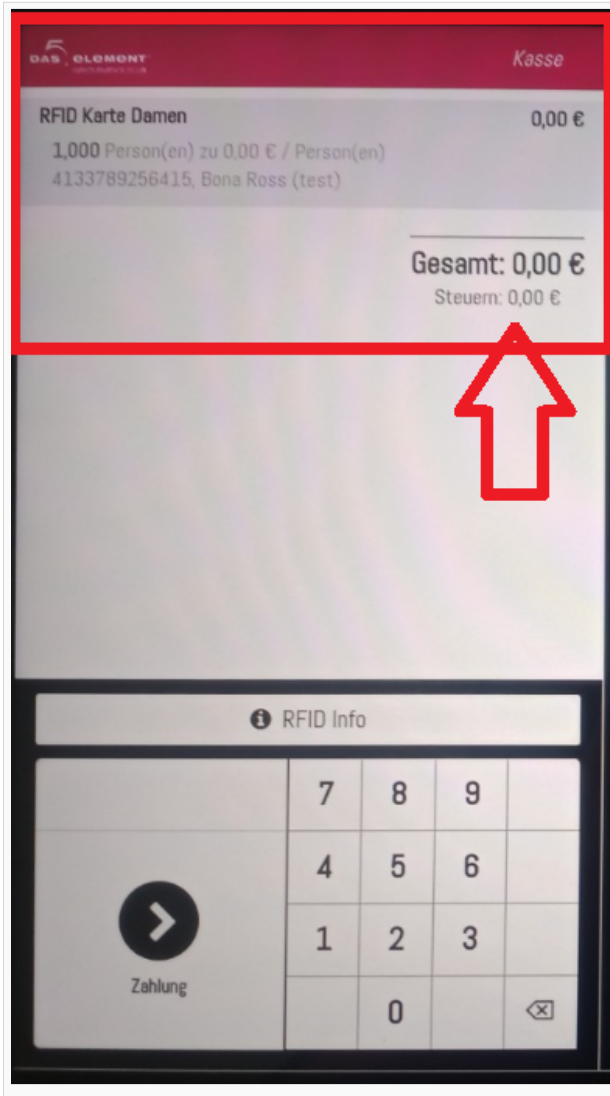 5
DAS ELEMENT
Kasse
RFID Karte Damen 0,00 €
1,000 Person(en) zu 0,00 € / Person(en)
4133789256415, Bona Ross (test)
Gesamt: 0,00 €
Steuern: 0,00 €
RFID Info
7 8 9
4 5 6
1 2 3
Zahlung
0